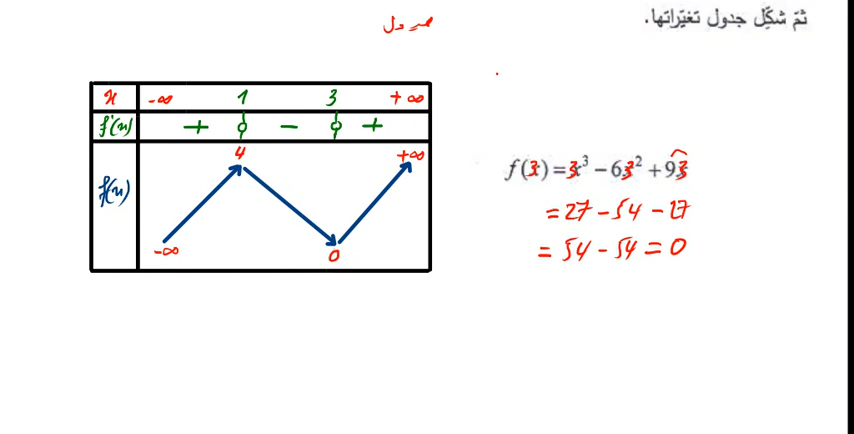 ثمّ شكِّل جدول تغيّراتها.
x -∞ 1 3 +∞
f'(x) + 0 - 0 +
f(x) -∞ 4 0 +∞
f(3) = 3³ - 6·3² + 9·3
= 27 - 54 - 27
= 54 - 54 = 0